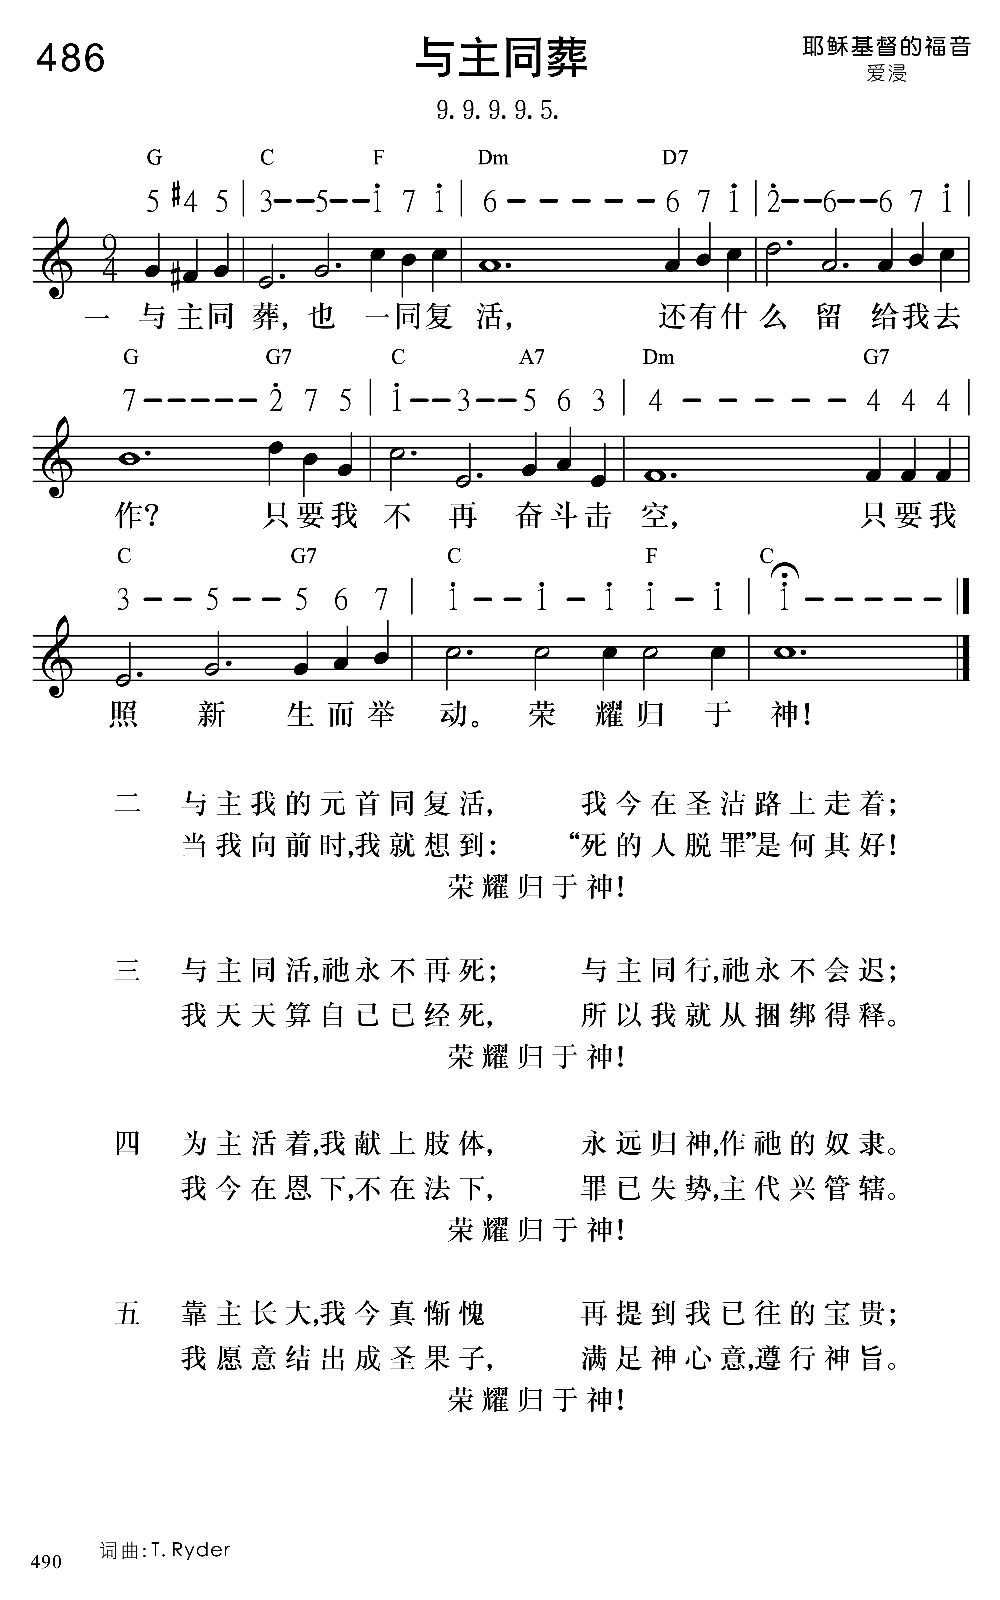 486
与主同葬
耶稣基督的福音
爱浸
9. 9. 9. 9. 5.
G C F Dm D7
5 #4 5 | 3--5--i 7 i | 6 - - - - - 6 7 i | 2̇--6--6 7 i |
9/4
一 与主同葬，也一同复活， 还有什么留给我去
G G7 C A7 Dm G7
7-----2̇ 7 5 | i--3--5 6 3 | 4 - - - - - 4 4 4 |
作？ 只要我不再奋斗击空， 只要我
C G7 C F C
3 -- 5 -- 5 6 7 | i -- i - i i - i | i -----
照新生而举动。荣耀归于神！
二 与主我的元首同复活， 我今在圣沽路上走着；
当我向前时，我就想到： “死的人脱罪”是何其好！
荣耀归于神！
三 与主同活，祂永不再死； 与主同行，祂永不会迟；
我天天算自己已经死， 所以我就从捆绑得释。
荣耀归于神！
四 为主活着，我献上肢体， 永远归神，作祂的奴隶。
我今在恩下，不在法下， 罪已失势，主代兴管辖。
荣耀归于神！
五 靠主长大，我今真惭愧 再提到我已往的宝贵；
我愿意结出成圣果子， 满足神心意，遵行神旨。
荣耀归于神！
词曲：T. Ryder
490